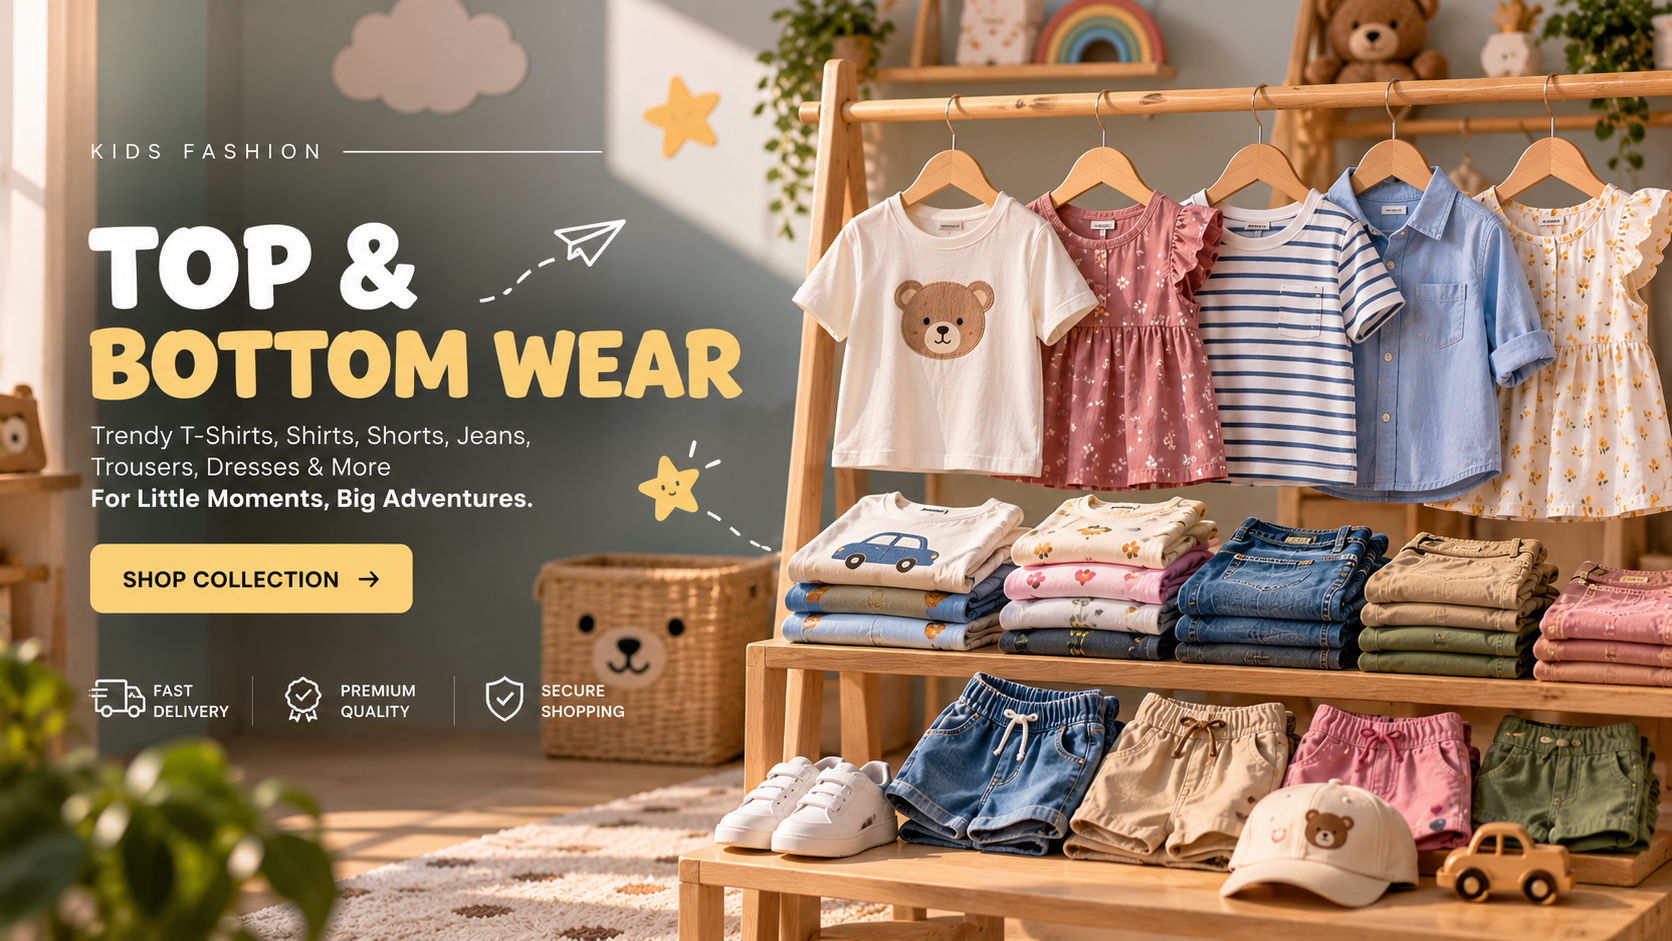 KIDS FASHION
TOP &
BOTTOM WEAR
Trendy T-Shirts, Shirts, Shorts, Jeans,
Trousers, Dresses & More
For Little Moments, Big Adventures.
SHOP COLLECTION →
FAST
DELIVERY
PREMIUM
QUALITY
SECURE
SHOPPING